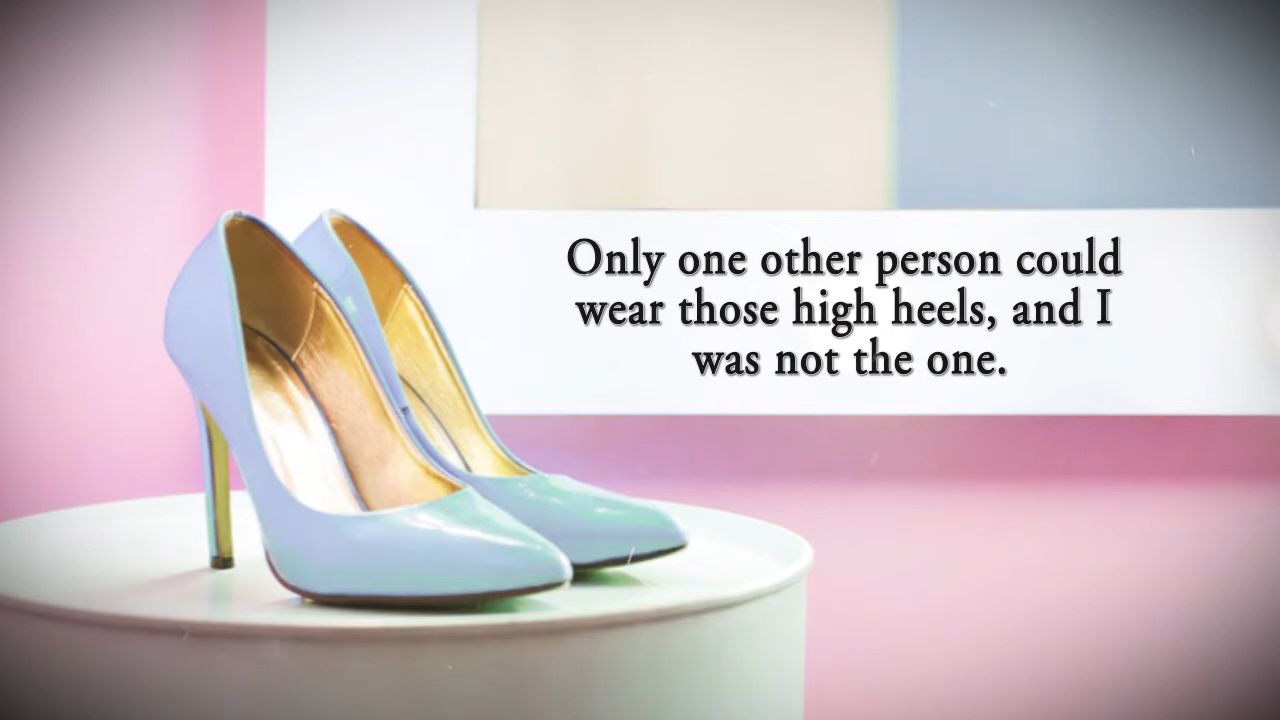 Only one other person could
wear those high heels, and I
was not the one.